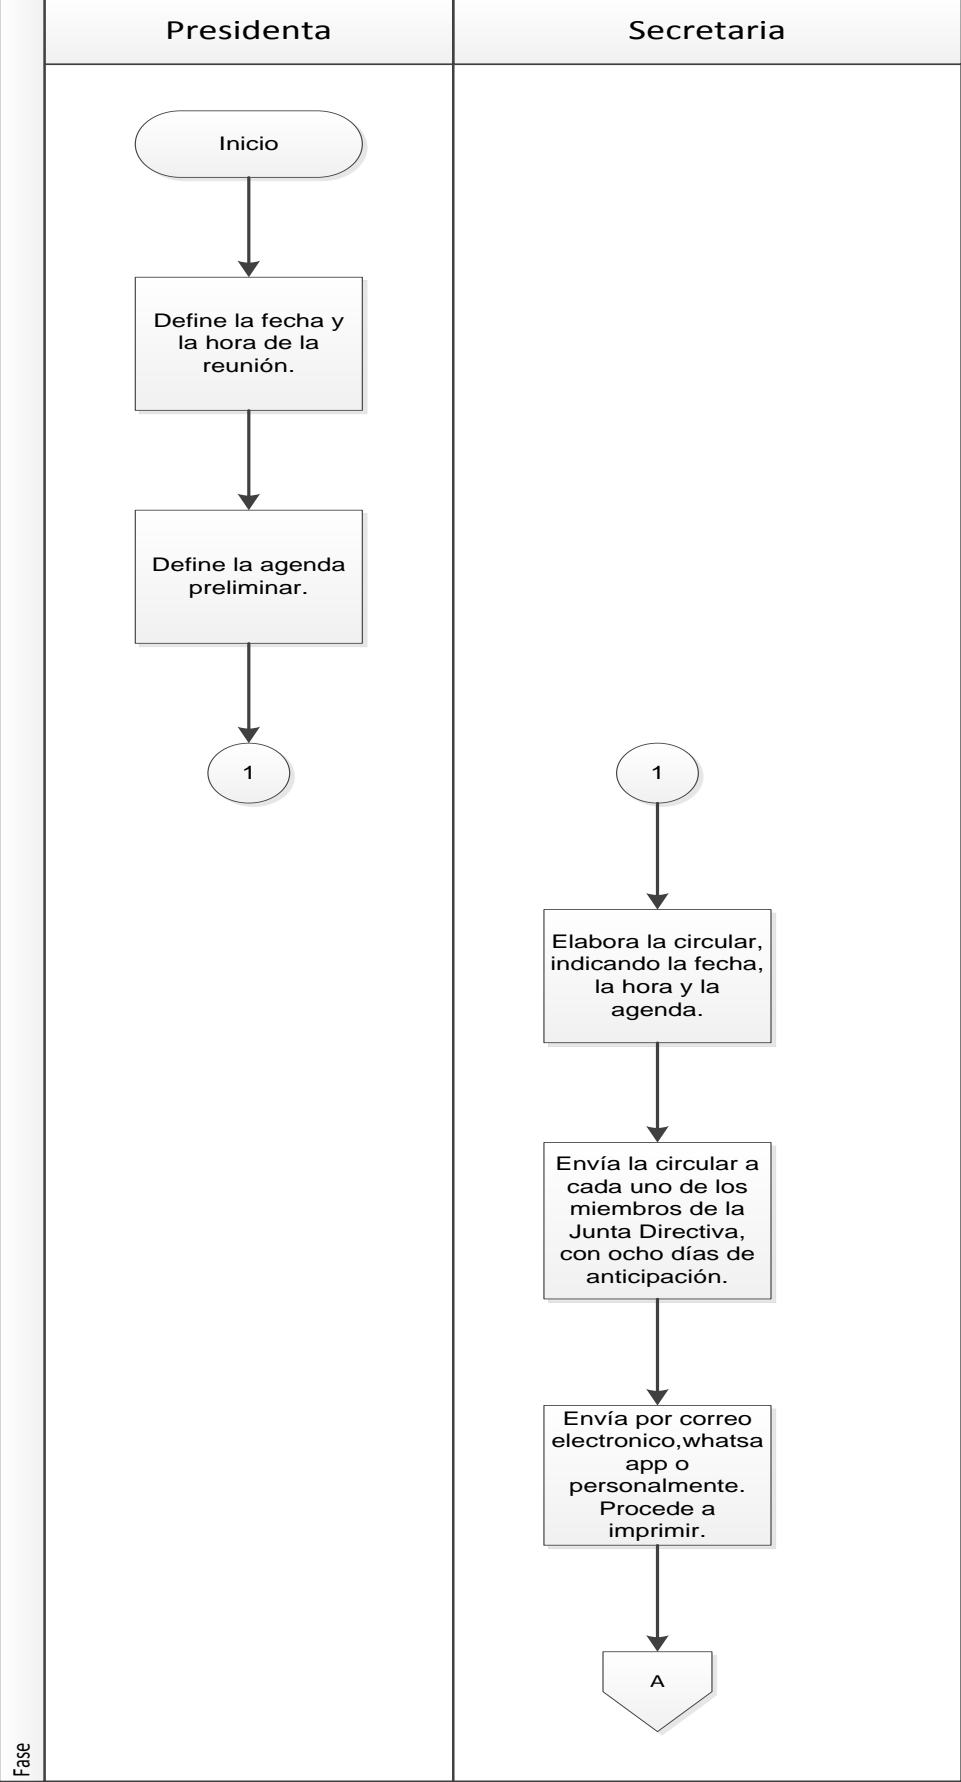 Presidenta
Secretaria
Inicio
Define la fecha y
la hora de la
reunión.
Define la agenda
preliminar.
1
1
Elabora la circular,
indicando la fecha,
la hora y la
agenda.
Envía la circular a
cada uno de los
miembros de la
Junta Directiva,
con ocho días de
anticipación.
Envía por correo
electronico,whatsa
app o
personalmente.
Procede a
imprimir.
A
Fase